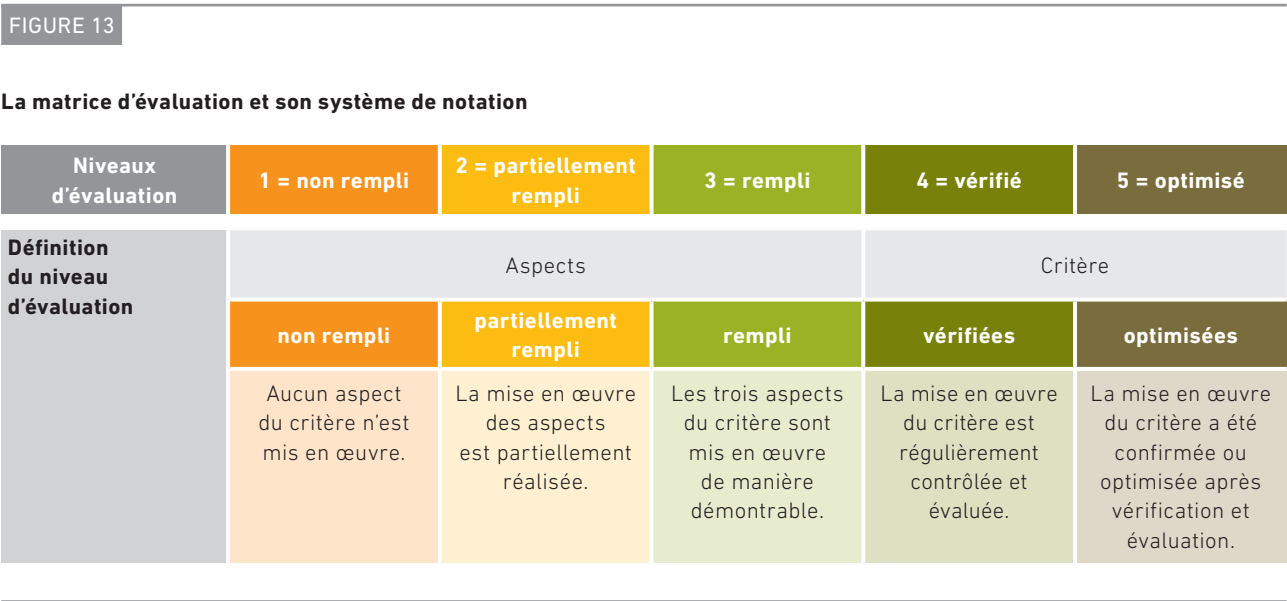 FIGURE 13
La matrice d’évaluation et son système de notation
Niveaux
d’évaluation
1 = non rempli
2 = partiellement
rempli
3 = rempli
4 = vérifié
5 = optimisé
Définition
du niveau
d’évaluation
Aspects
Critère
non rempli
partiellement
rempli
rempli
vérifiées
optimisées
Aucun aspect
du critère n’est
mis en œuvre.
La mise en œuvre
des aspects
est partiellement
réalisée.
Les trois aspects
du critère sont
mis en œuvre
de manière
démontrable.
La mise en œuvre
du critère est
régulièrement
contrôlée et
évaluée.
La mise en œuvre
du critère a été
confirmée ou
optimisée après
vérification et
évaluation.